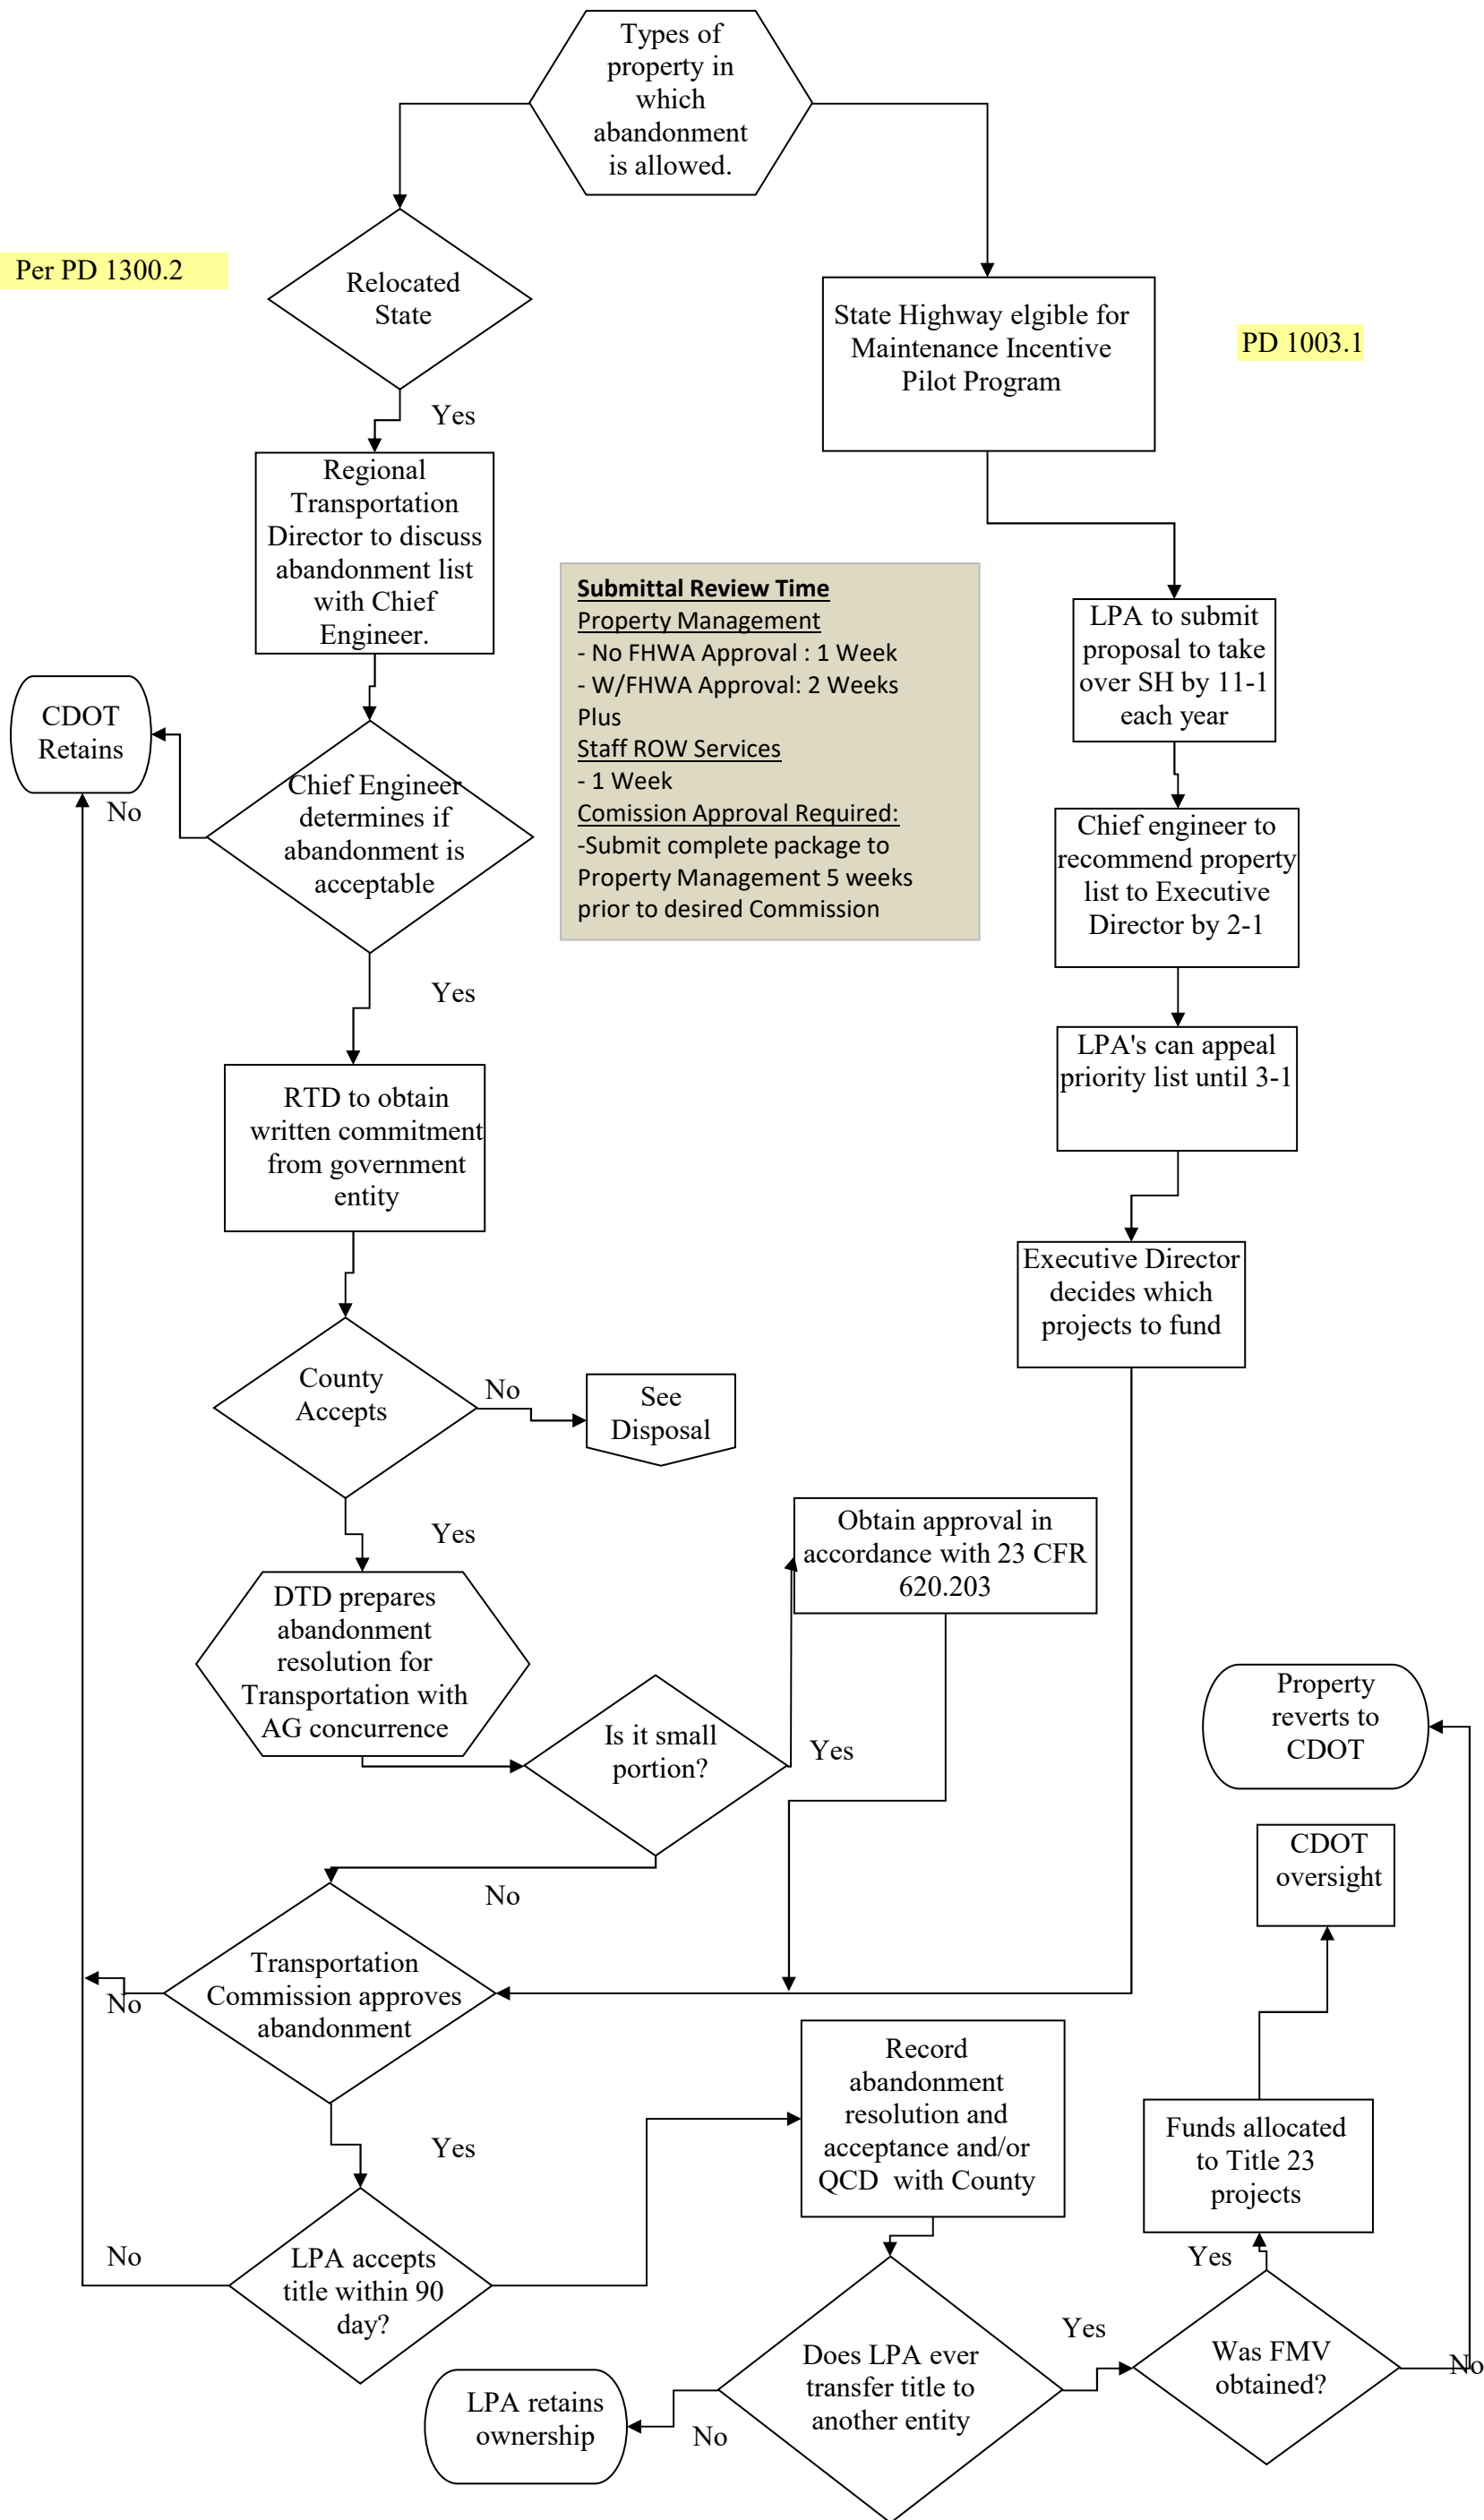 Types of
property in
which
abandonment
is allowed.
Per PD 1300.2
Relocated
State
State Highway elgible for
Maintenance Incentive
Pilot Program
PD 1003.1
Yes
Regional
Transportation
Director to discuss
abandonment list
with Chief
Engineer.
Submittal Review Time
Property Management
- No FHWA Approval : 1 Week
- W/FHWA Approval: 2 Weeks
Plus
Staff ROW Services
- 1 Week
Comission Approval Required:
-Submit complete package to
Property Management 5 weeks
prior to desired Commission
LPA to submit
proposal to take
over SH by 11-1
each year
CDOT
Retains
No
Chief Engineer
determines if
abandonment is
acceptable
Chief engineer to
recommend property
list to Executive
Director by 2-1
Yes
LPA's can appeal
priority list until 3-1
RTD to obtain
written commitment
from government
entity
Executive Director
decides which
projects to fund
County
Accepts
No
See
Disposal
Yes
Obtain approval in
accordance with 23 CFR
620.203
DTD prepares
abandonment
resolution for
Transportation with
AG concurrence
Is it small
portion?
Yes
Property
reverts to
CDOT
No
CDOT
oversight
Transportation
Commission approves
abandonment
No
Yes
Record
abandonment
resolution and
acceptance and/or
QCD  with County
Funds allocated
to Title 23
projects
No
LPA accepts
title within 90
day?
Yes
Does LPA ever
transfer title to
another entity
Yes
Was FMV
obtained?
No
LPA retains
ownership
No